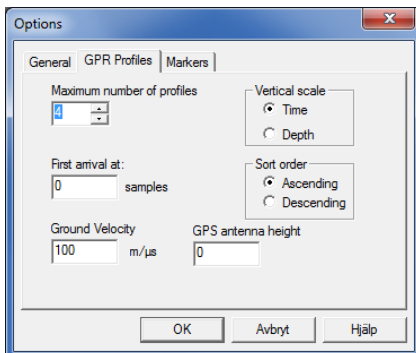 Options
General GPR Profiles Markers
Maximum number of profiles
4
Vertical scale
Time
Depth
First arrival at:
0 samples
Sort order
Ascending
Descending
Ground Velocity
100 m/µs
GPS antenna height
0
OK Avbryt Hjälp